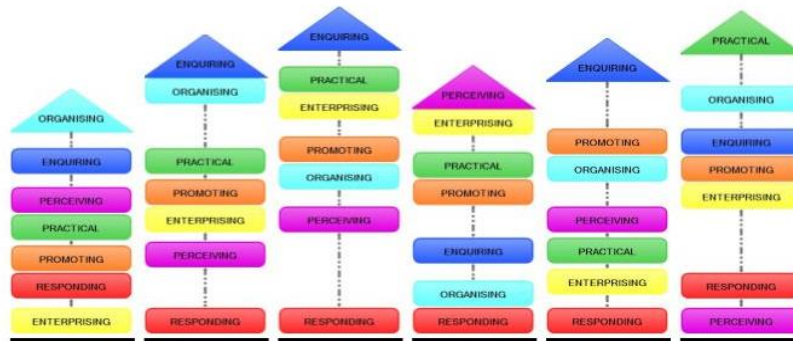 ORGANISING
ENQUIRING
PERCEIVING
PRACTICAL
PROMOTING
RESPONDING
ENTERPRISING
ENQUIRING
ORGANISING
PRACTICAL
PROMOTING
ENTERPRISING
PERCEIVING
RESPONDING
ENQUIRING
PRACTICAL
ENTERPRISING
PROMOTING
ORGANISING
PERCEIVING
RESPONDING
PERCEIVING
ENTERPRISING
PRACTICAL
PROMOTING
ENQUIRING
ORGANISING
RESPONDING
ENQUIRING
PROMOTING
ORGANISING
PERCEIVING
PRACTICAL
ENTERPRISING
RESPONDING
PRACTICAL
ORGANISING
ENQUIRING
PROMOTING
ENTERPRISING
RESPONDING
PERCEIVING